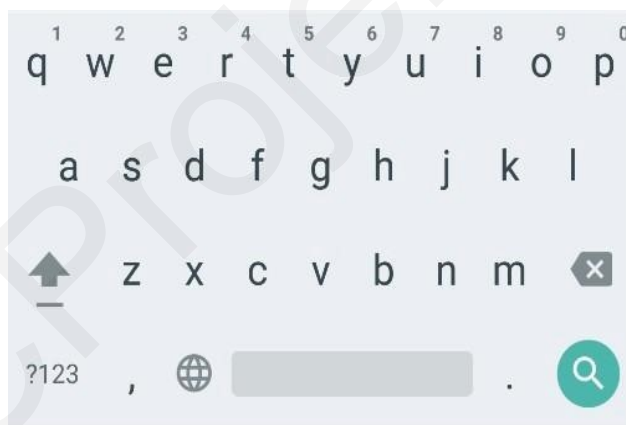 1 2 3 4 5 6 7 8 9 0
q w e r t y u i o p
a s d f g h j k l
z x c v b n m
?123 , .